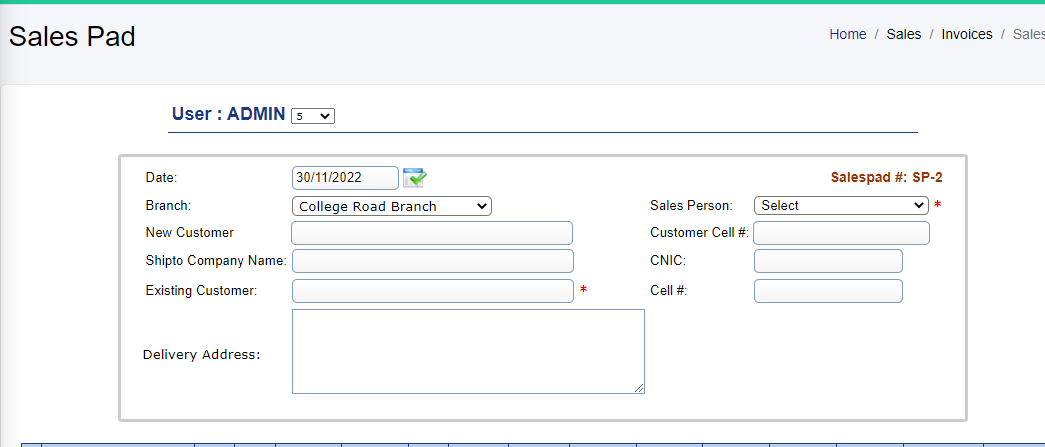 Sales Pad
Home / Sales / Invoices / Sales
User : ADMIN 5
Date: 30/11/2022 Salespad #: SP-2
Branch: College Road Branch Sales Person: Select *
New Customer Customer Cell #:
Shipto Company Name: CNIC:
Existing Customer: * Cell #:
Delivery Address: